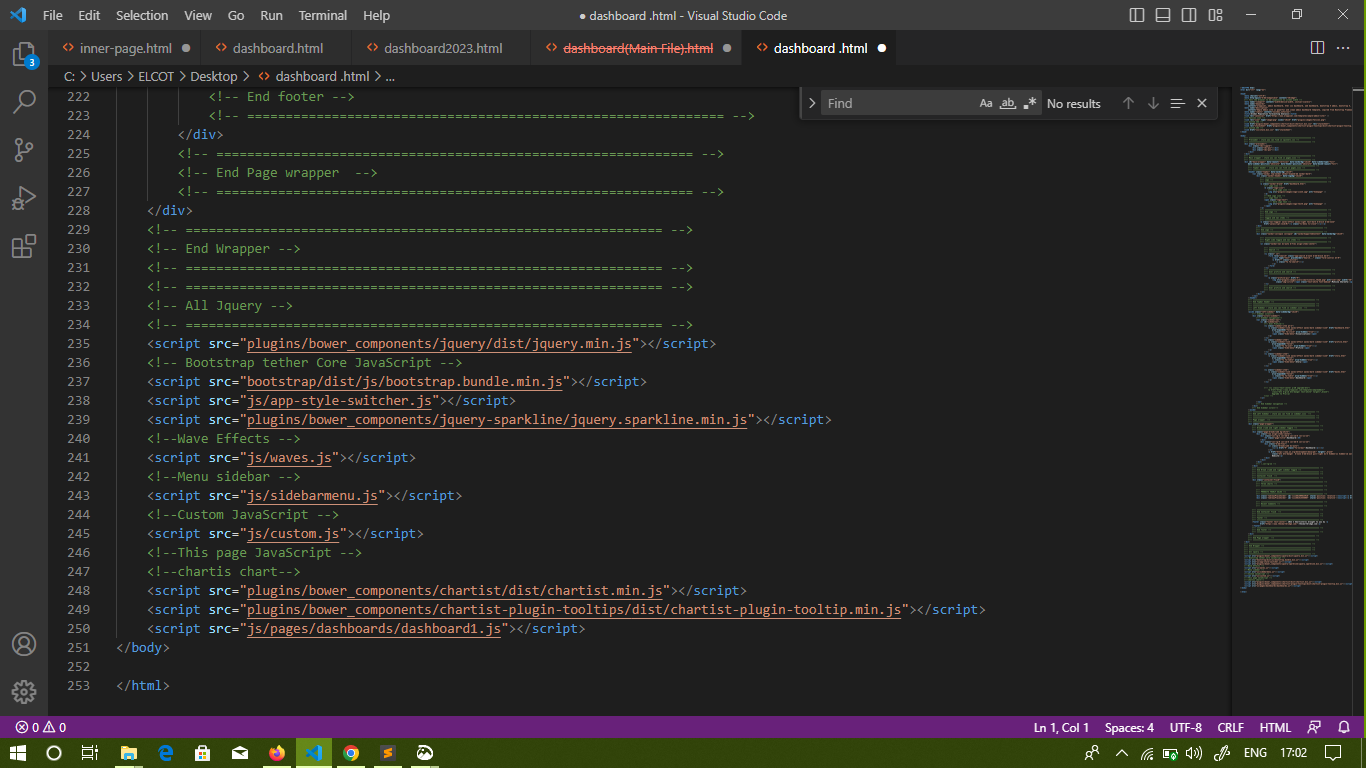 File Edit Selection View Go Run Terminal Help
● dashboard .html - Visual Studio Code
inner-page.html
dashboard.html
dashboard2023.html
dashboard(Main File).html
dashboard .html
C: > Users > ELCOT > Desktop > dashboard .html > ...
Find
Aa ab
No results
222 <!-- End footer -->
223 <!-- ============================================================== -->
224 </div>
225 <!-- ============================================================== -->
226 <!-- End Page wrapper  -->
227 <!-- ============================================================== -->
228 </div>
229 <!-- ============================================================== -->
230 <!-- End Wrapper -->
231 <!-- ============================================================== -->
232 <!-- ============================================================== -->
233 <!-- All Jquery -->
234 <!-- ============================================================== -->
235 <script src="plugins/bower_components/jquery/dist/jquery.min.js"></script>
236 <!-- Bootstrap tether Core JavaScript -->
237 <script src="bootstrap/dist/js/bootstrap.bundle.min.js"></script>
238 <script src="js/app-style-switcher.js"></script>
239 <script src="plugins/bower_components/jquery-sparkline/jquery.sparkline.min.js"></script>
240 <!--Wave Effects -->
241 <script src="js/waves.js"></script>
242 <!--Menu sidebar -->
243 <script src="js/sidebarmenu.js"></script>
244 <!--Custom JavaScript -->
245 <script src="js/custom.js"></script>
246 <!--This page JavaScript -->
247 <!--chartis chart-->
248 <script src="plugins/bower_components/chartist/dist/chartist.min.js"></script>
249 <script src="plugins/bower_components/chartist-plugin-tooltips/dist/chartist-plugin-tooltip.min.js"></script>
250 <script src="js/pages/dashboards/dashboard1.js"></script>
251 </body>
252
253 </html>
3
0 0
Ln 1, Col 1 Spaces: 4 UTF-8 CRLF HTML
ENG 17:02